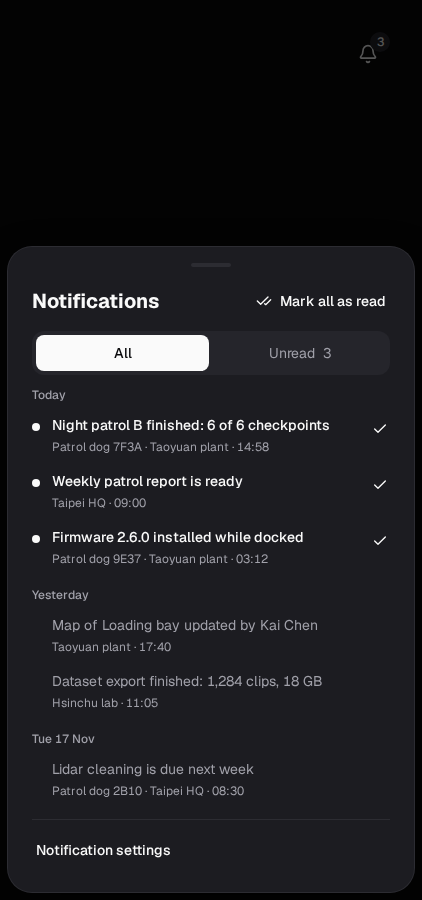 3
Notifications
Mark all as read
All
Unread 3
Today
Night patrol B finished: 6 of 6 checkpoints
Patrol dog 7F3A · Taoyuan plant · 14:58
Weekly patrol report is ready
Taipei HQ · 09:00
Firmware 2.6.0 installed while docked
Patrol dog 9E37 · Taoyuan plant · 03:12
Yesterday
Map of Loading bay updated by Kai Chen
Taoyuan plant · 17:40
Dataset export finished: 1,284 clips, 18 GB
Hsinchu lab · 11:05
Tue 17 Nov
Lidar cleaning is due next week
Patrol dog 2B10 · Taipei HQ · 08:30
Notification settings